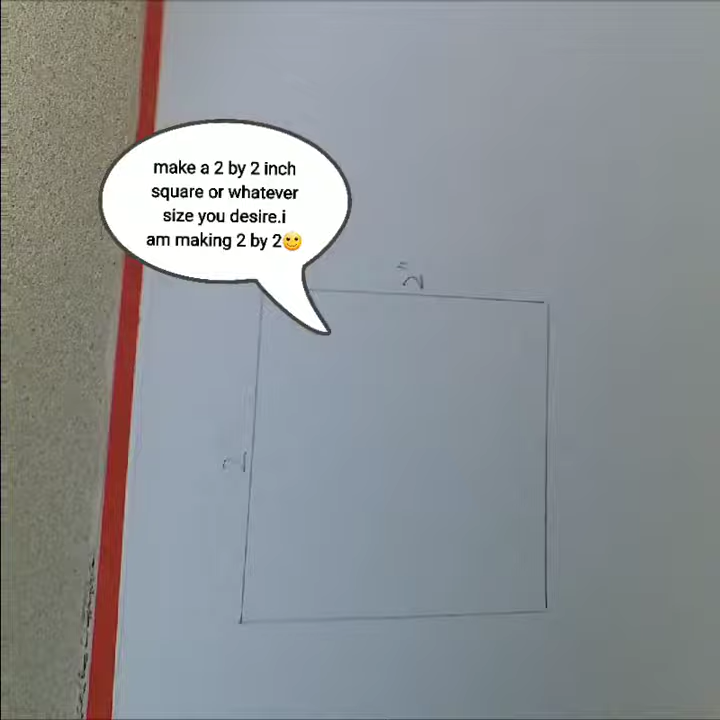 make a 2 by 2 inch
square or whatever
size you desire.i
am making 2 by 2🙂
2"
2